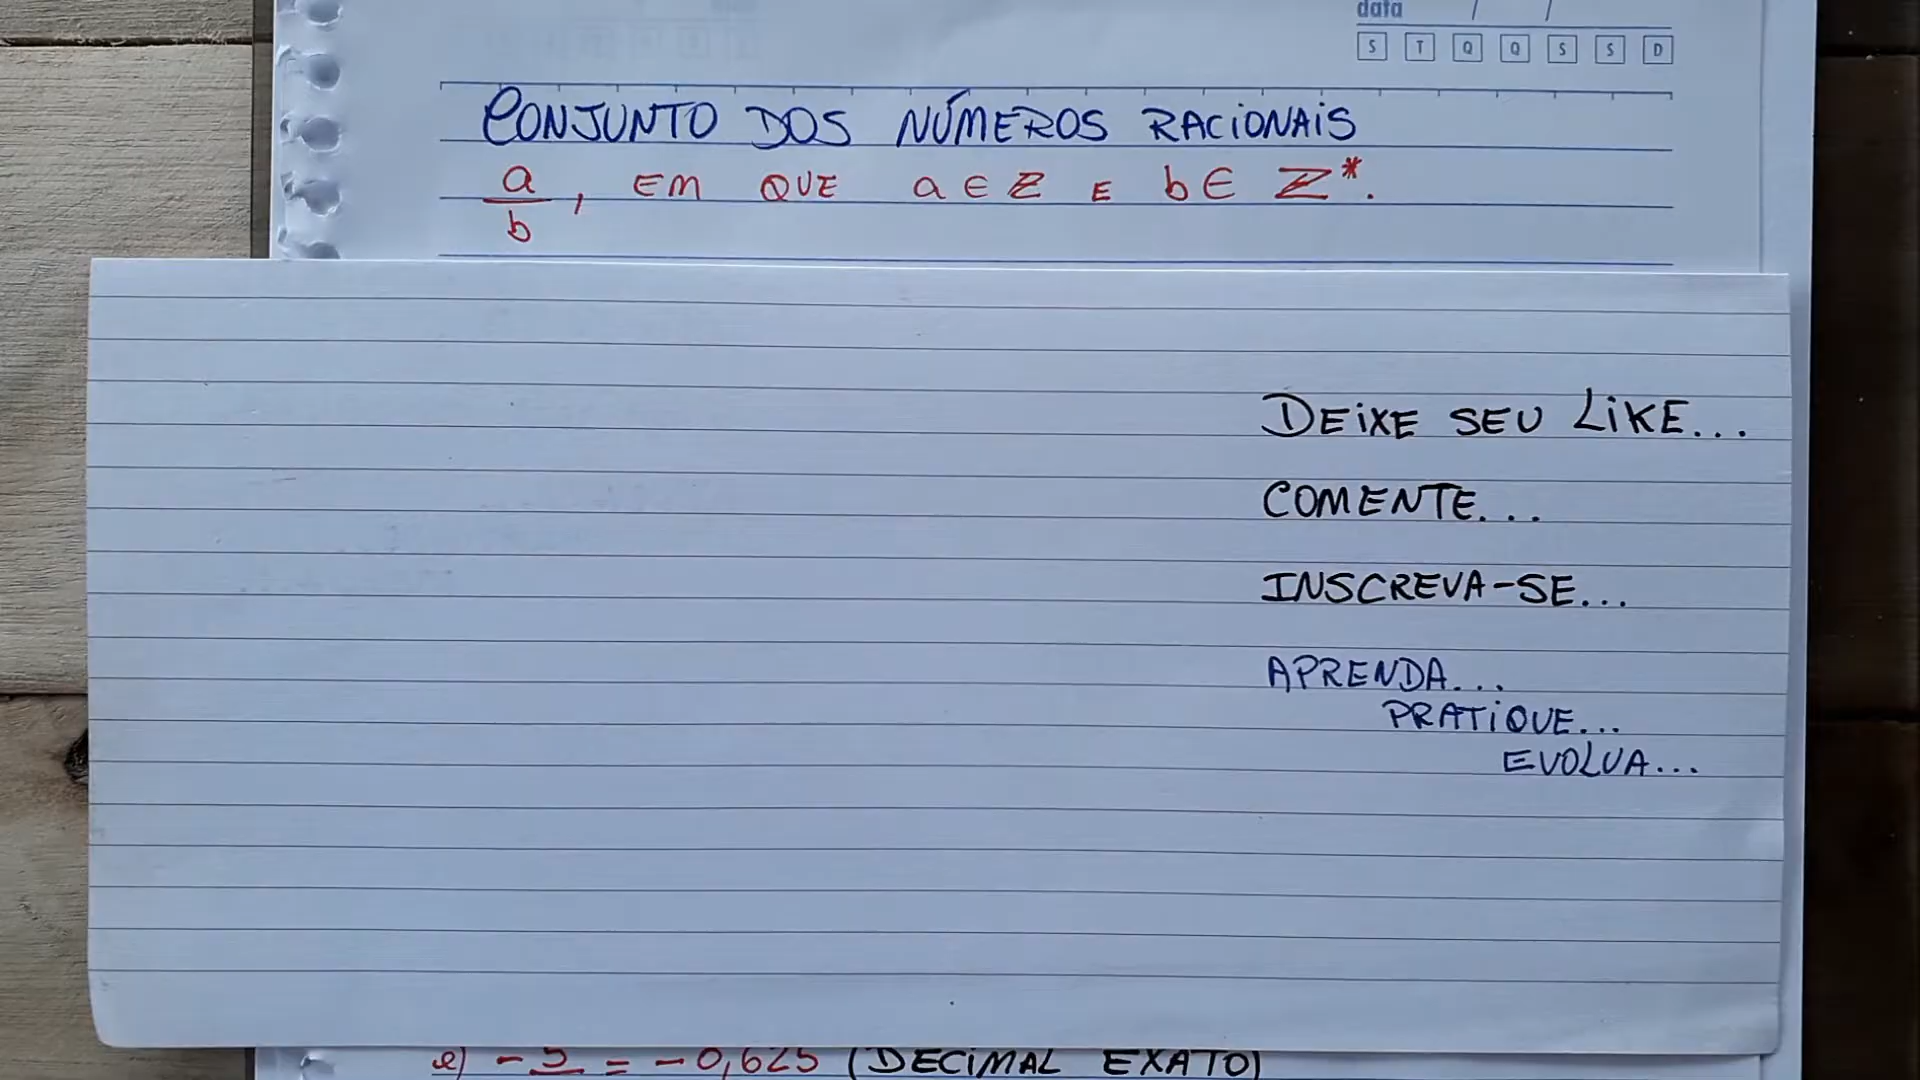 data / /
S T Q Q S S D
CONJUNTO DOS NÚMEROS RACIONAIS
a/b, EM QUE a ∈ Z E b ∈ Z*.
DEIXE SEU LIKE...
COMENTE...
INSCREVA-SE...
APRENDA...
PRATIQUE...
EVOLUA...
e) -5 = -0,625 (DECIMAL EXATO)